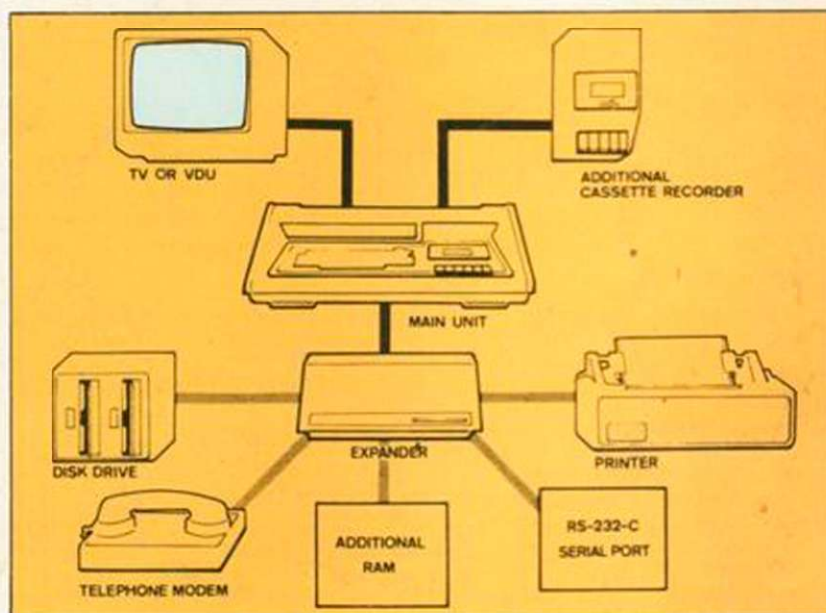 TV OR VDU
ADDITIONAL
CASSETTE RECORDER
MAIN UNIT
EXPANDER
DISK DRIVE
PRINTER
TELEPHONE MODEM
ADDITIONAL
RAM
RS-232-C
SERIAL PORT